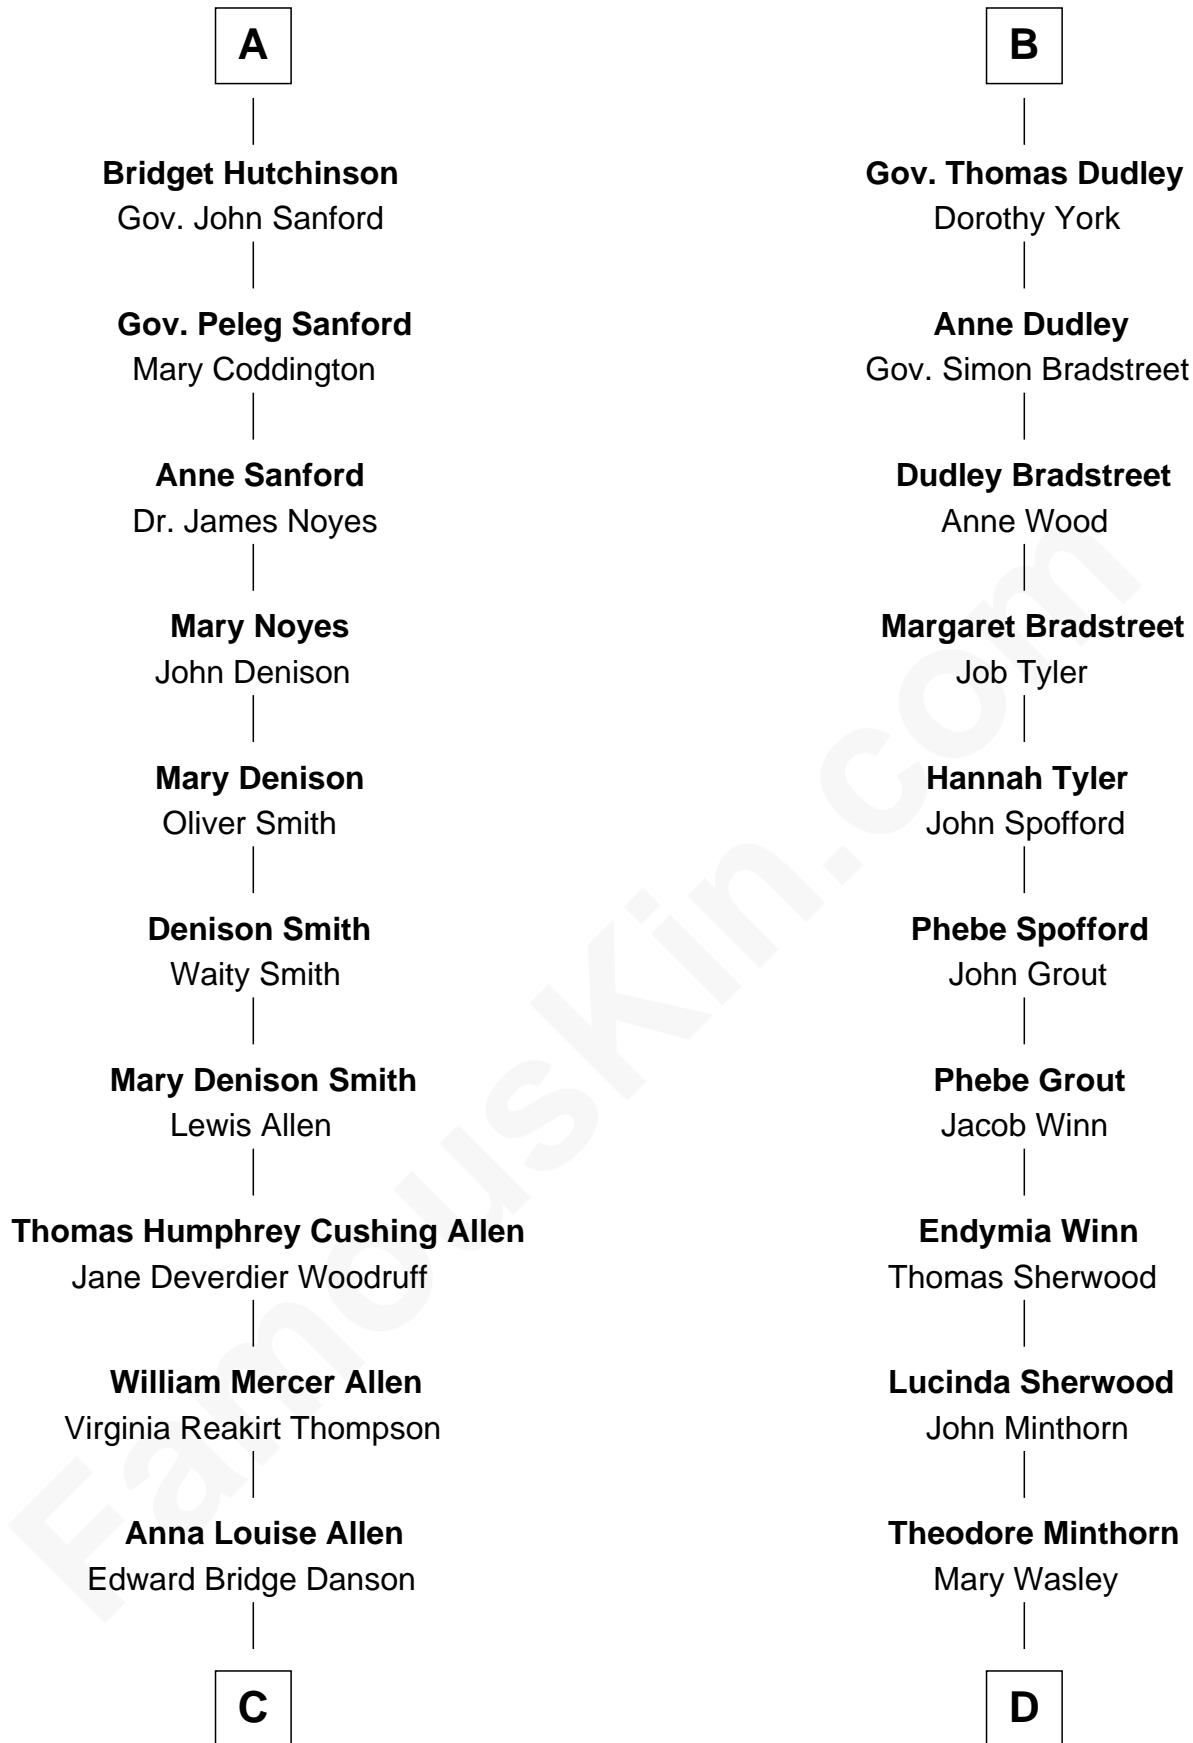 A
Bridget Hutchinson
Gov. John Sanford
Gov. Peleg Sanford
Mary Coddington
Anne Sanford
Dr. James Noyes
Mary Noyes
John Denison
Mary Denison
Oliver Smith
Denison Smith
Waity Smith
Mary Denison Smith
Lewis Allen
Thomas Humphrey Cushing Allen
Jane Deverdier Woodruff
William Mercer Allen
Virginia Reakirt Thompson
Anna Louise Allen
Edward Bridge Danson
C
B
Gov. Thomas Dudley
Dorothy York
Anne Dudley
Gov. Simon Bradstreet
Dudley Bradstreet
Anne Wood
Margaret Bradstreet
Job Tyler
Hannah Tyler
John Spofford
Phebe Spofford
John Grout
Phebe Grout
Jacob Winn
Endymia Winn
Thomas Sherwood
Lucinda Sherwood
John Minthorn
Theodore Minthorn
Mary Wasley
D
FamousKin.com